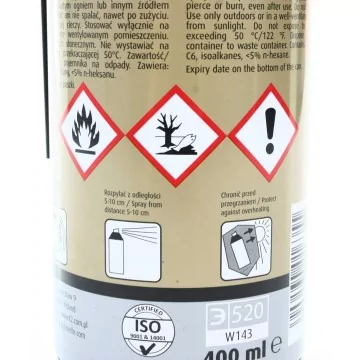 ym ogniem lub innym źródłem
ani nie spalać, nawet po zużyciu.
Stosować wyłącznie na
wentylowanym pomieszczeniu.
Nie wystawiać na
przekraczającej 50°C. Zawartość/
pojemnika na odpady. Zawiera:
<5% n-heksanu.
pierce or burn, even after use.
Use only outdoors or in a well-
from sunlight. Do not
exceeding 50 °C/122 °F.
container to waste container
C6, isoalkanes, <5% n-hexane.
Expiry date on the bottom of the
Rozpylać z odległości
5-10 cm / Spray from
distance 5-10 cm
Chronić przed
przegrzaniem / Protect
against overheating
CERTIFIED
ISO
9001 & 14001
520
W143
400 ml e